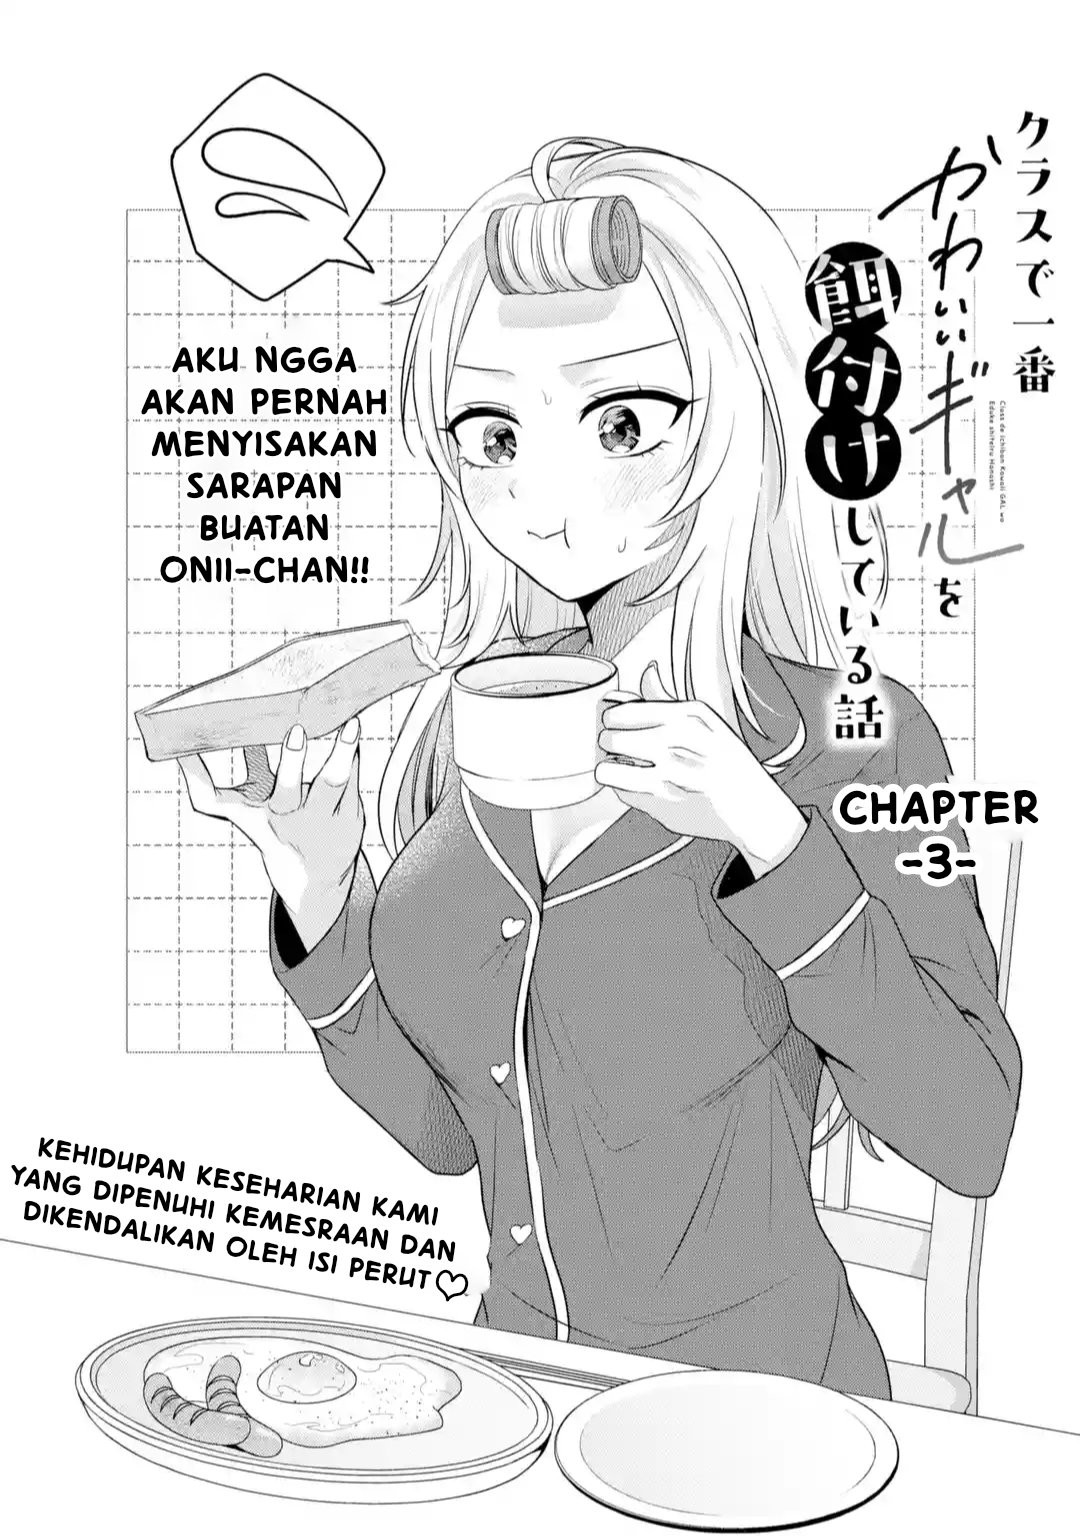 クラスで一番
かわいいギャルを
餌付けしている話
Class de Ichiban Kawaii GAL wo
Eduke shiteiru Hanashi
AKU NGGA
AKAN PERNAH
MENYISAKAN
SARAPAN
BUATAN
ONII-CHAN!!
CHAPTER
-3-
KEHIDUPAN KESEHARIAN KAMI
YANG DIPENUHI KEMESRAAN DAN
DIKENDALIKAN OLEH ISI PERUT♡